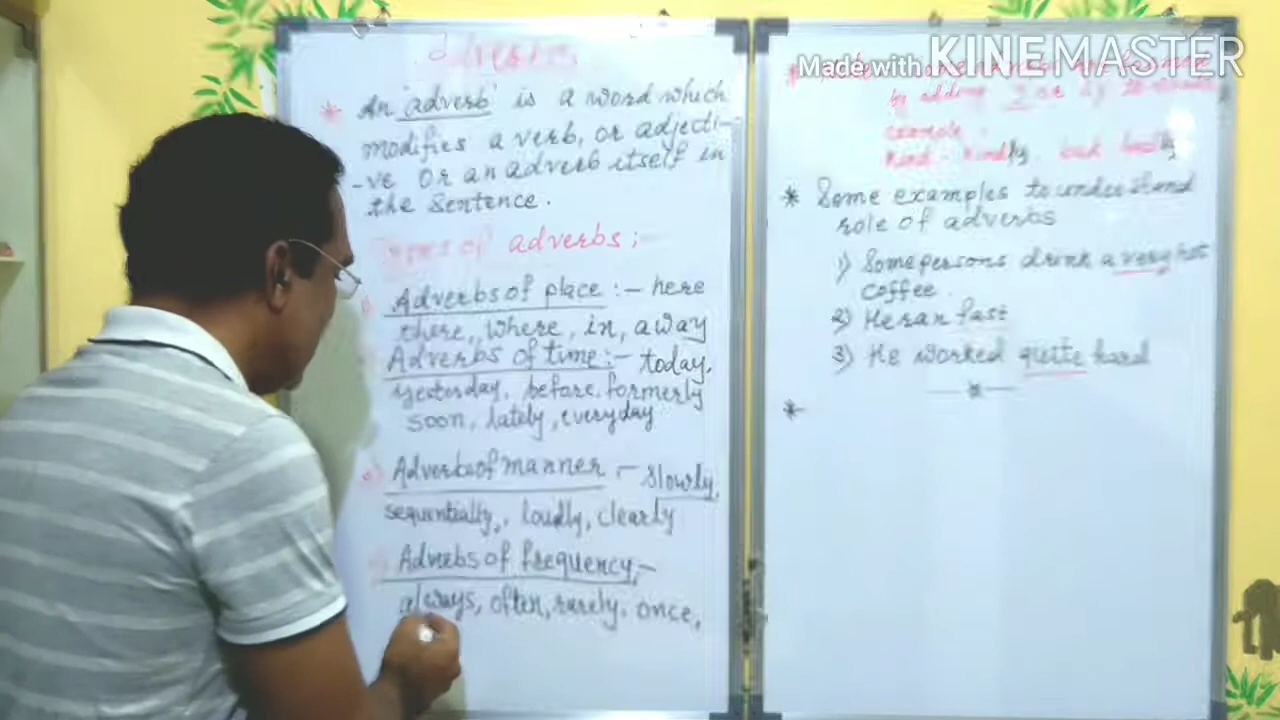 Adverbs
* An 'adverb' is a word which
modifies a verb, or adjecti-
-ve or an adverb itself in
the sentence.
Types of adverbs :-
Adverbs of place :- here
there, where, in, away
Adverbs of time :- today,
yesterday, before, formerly
soon, lately, everyday
Adverbs of manner :- slowly,
sequentially, loudly, clearly
Adverbs of frequency,-
always, often, rarely, once,
Made with KINEMASTER
by adding
example
Kind - Kindly, bad badly
* Some examples to understand
role of adverbs
1) Some persons drink a very hot
coffee.
2) He ran fast
3) He worked quite hard